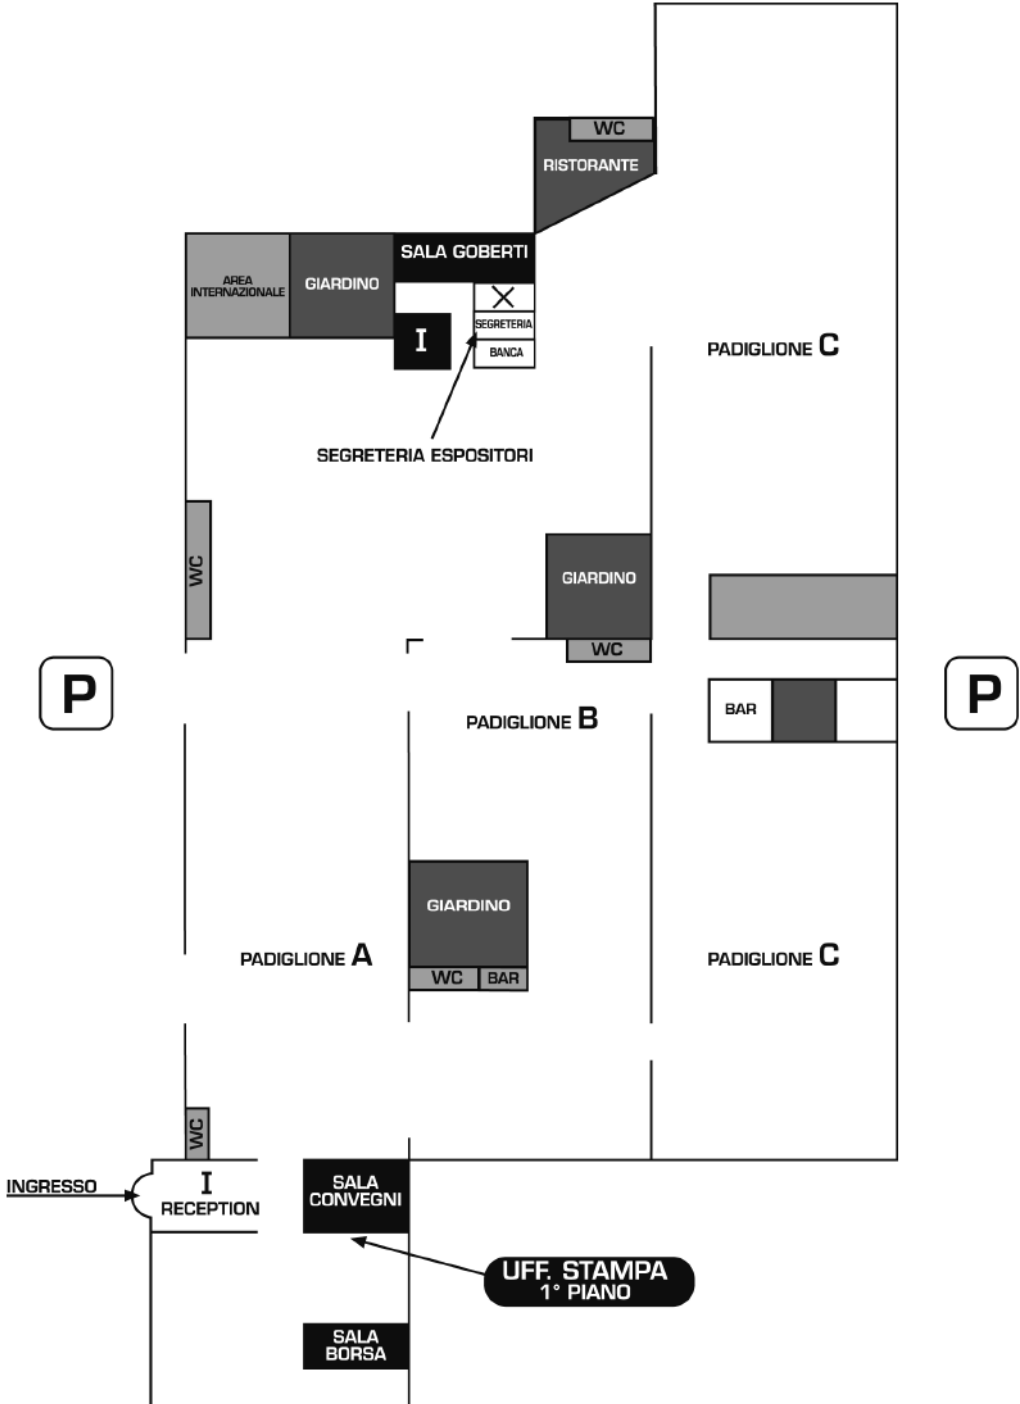 WC
RISTORANTE
SALA GOBERTI
AREA
INTERNAZIONALE
GIARDINO
SEGRETERIA
I
BANCA
PADIGLIONE C
SEGRETERIA ESPOSITORI
WC
GIARDINO
WC
P
P
PADIGLIONE B
BAR
GIARDINO
PADIGLIONE A
WC
BAR
PADIGLIONE C
WC
INGRESSO
I
RECEPTION
SALA
CONVEGNI
UFF. STAMPA
1° PIANO
SALA
BORSA